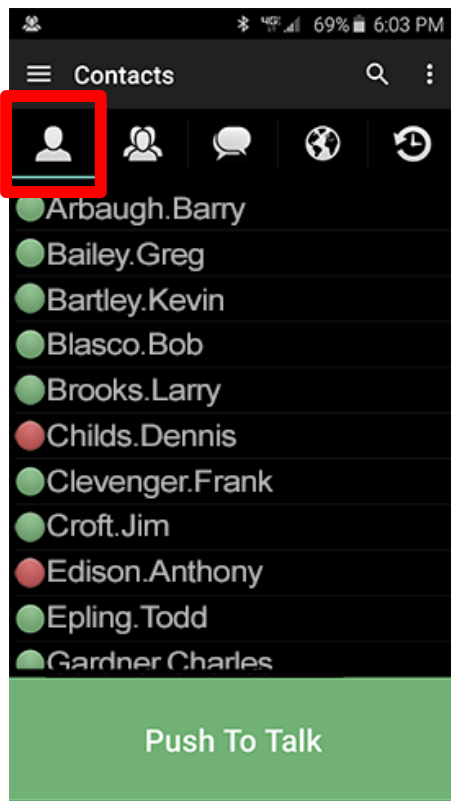 4G 69% 6:03 PM
Contacts
Arbaugh.Barry
Bailey.Greg
Bartley.Kevin
Blasco.Bob
Brooks.Larry
Childs.Dennis
Clevenger.Frank
Croft.Jim
Edison.Anthony
Epling.Todd
Gardner.Charles
Push To Talk